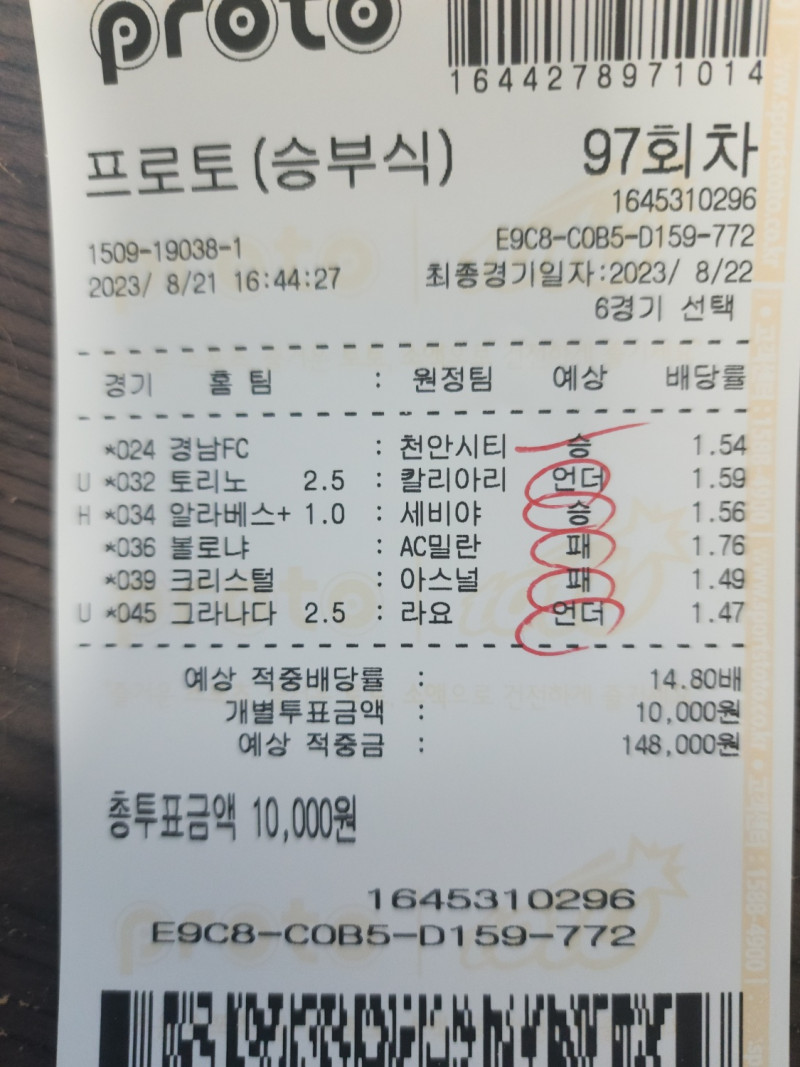 proto
1644278971014
프로토(승부식) 97회차
1645310296
1509-19038-1 E9C8-C0B5-D159-772
2023/ 8/21 16:44:27 최종경기일자:2023/ 8/22
6경기 선택
경기 홈 팀 : 원정팀 예상 배당률
*024 경남FC : 천안시티 승 1.54
U *032 토리노 2.5 : 칼리아리 언더 1.59
H *034 알라베스+ 1.0 : 세비야 승 1.56
*036 볼로냐 : AC밀란 패 1.76
*039 크리스털 : 아스널 패 1.49
U *045 그라나다 2.5 : 라요 언더 1.47
예상 적중배당률 : 14.80배
개별투표금액 : 10,000원
예상 적중금 : 148,000원
총투표금액 10,000원
1645310296
E9C8-C0B5-D159-772